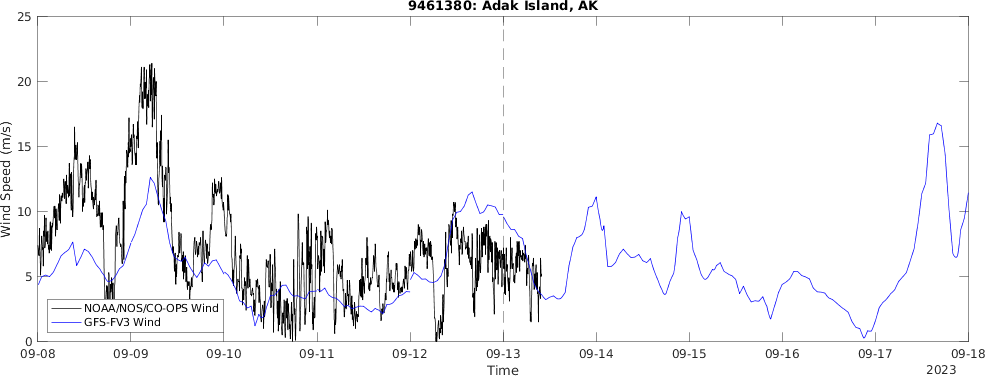 9461380: Adak Island, AK
Wind Speed (m/s)
25
20
15
10
5
0
NOAA/NOS/CO-OPS Wind
GFS-FV3 Wind
09-08 09-09 09-10 09-11 09-12 09-13 09-14 09-15 09-16 09-17 09-18
Time
2023